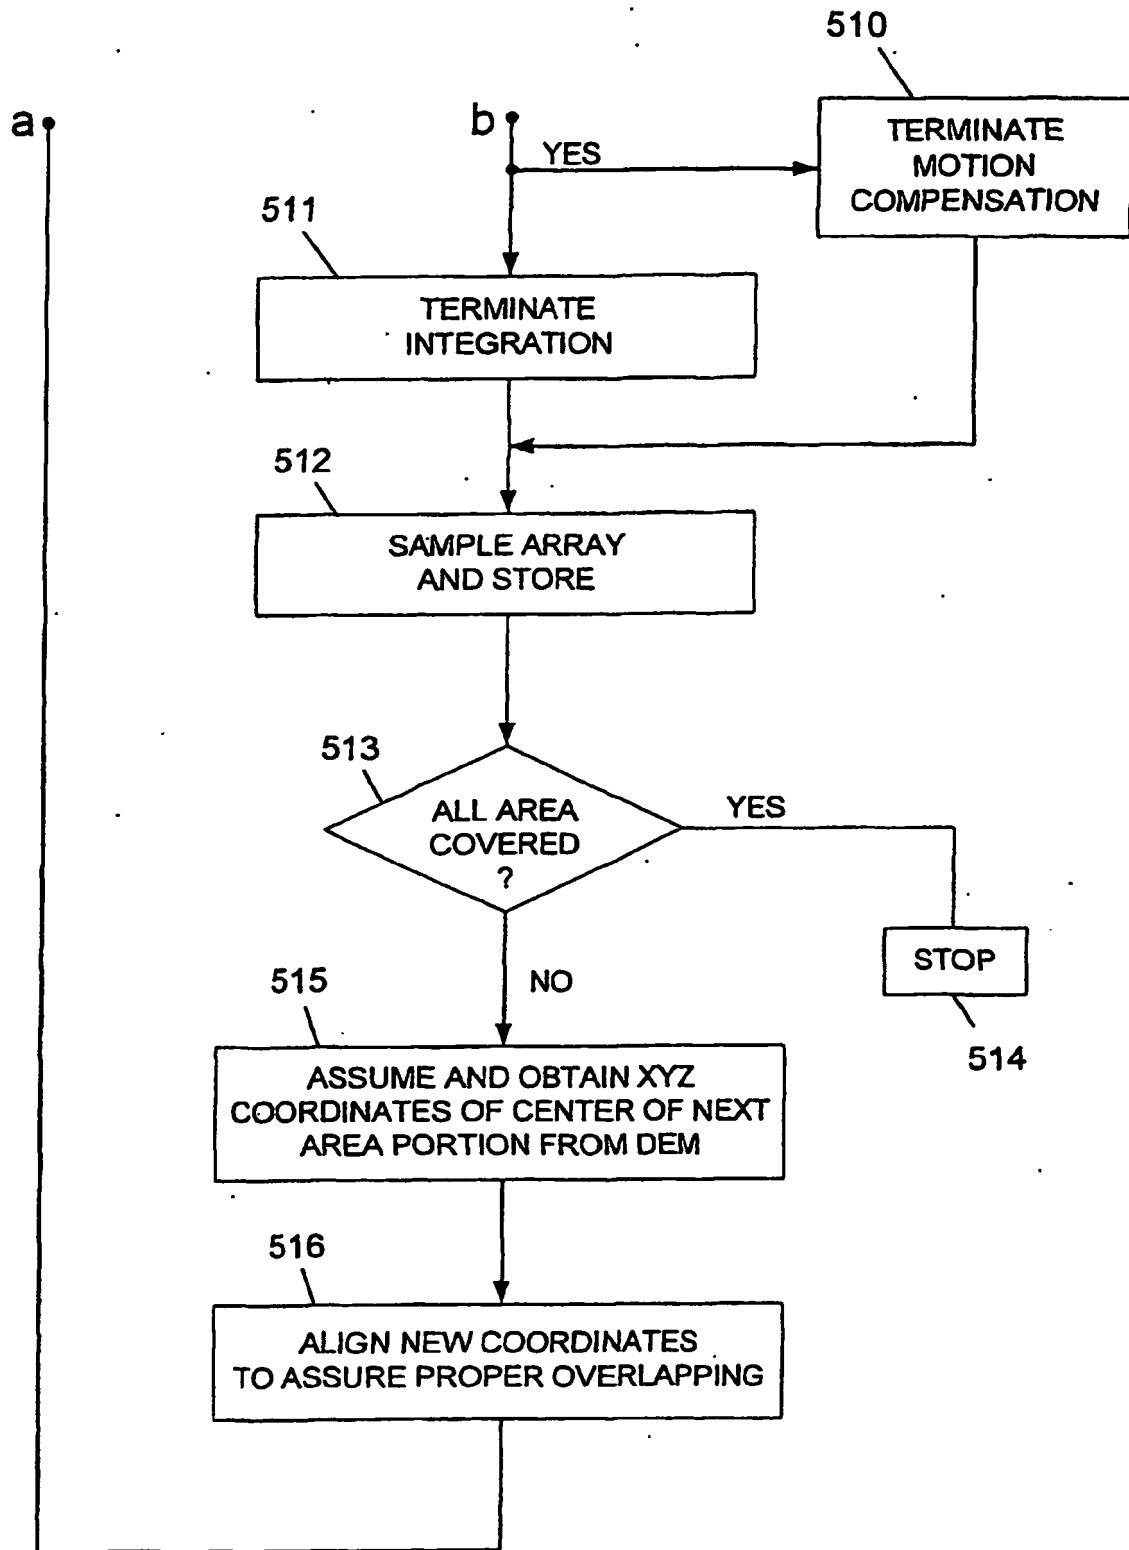 510
a
b
YES
TERMINATE
MOTION
COMPENSATION
511
TERMINATE
INTEGRATION
512
SAMPLE ARRAY
AND STORE
513
ALL AREA
COVERED
?
YES
STOP
514
NO
515
ASSUME AND OBTAIN XYZ
COORDINATES OF CENTER OF NEXT
AREA PORTION FROM DEM
516
ALIGN NEW COORDINATES
TO ASSURE PROPER OVERLAPPING